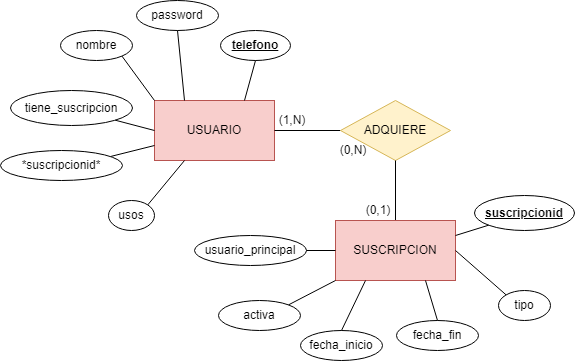 password
nombre
telefono
tiene_suscripcion
USUARIO
(1,N)
ADQUIERE
(0,N)
*suscripcionid*
usos
(0,1)
suscripcionid
usuario_principal
SUSCRIPCION
activa
tipo
fecha_inicio
fecha_fin